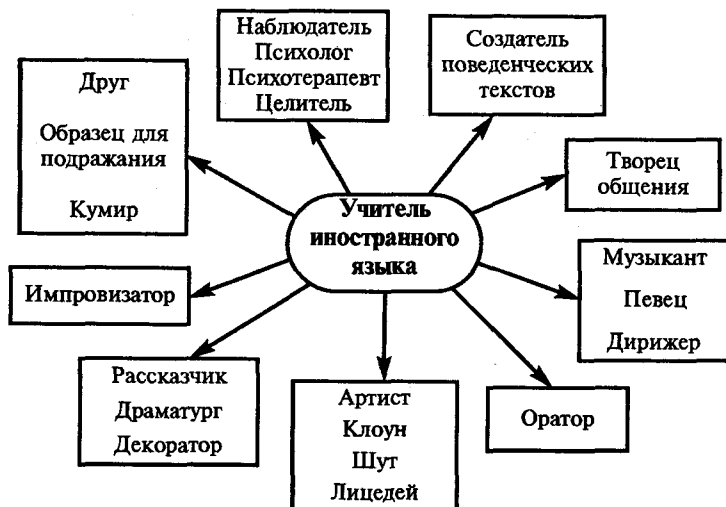 Наблюдатель
Психолог
Психотерапевт
Целитель
Создатель
поведенческих
текстов
Друг
Образец для
подражания
Кумир
Творец
общения
Учитель
иностранного
языка
Импровизатор
Музыкант
Певец
Дирижер
Рассказчик
Драматург
Декоратор
Артист
Клоун
Шут
Лицедей
Оратор